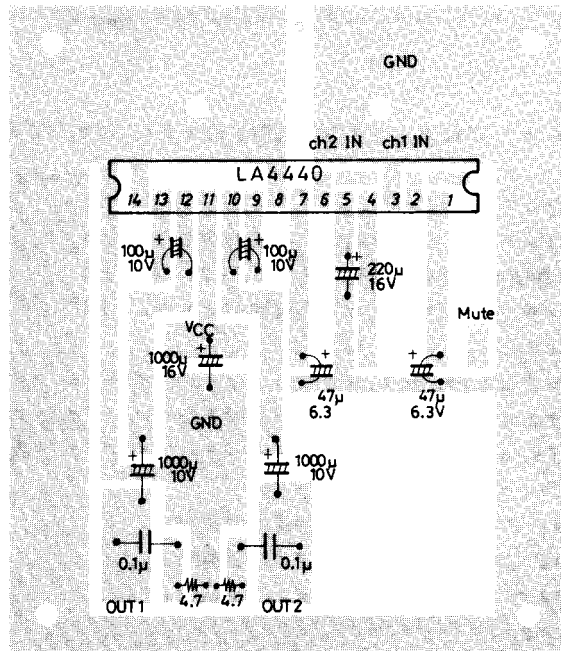 GND
ch2 IN ch1 IN
LA4440
14 13 12 11 10 9 8 7 6 5 4 3 2 1
+ 100µ 10V
+ 100µ 10V
+ 220µ 16V
Mute
VCC
+ 1000µ 16V
+ 47µ 6.3
+ 47µ 6.3V
GND
+ 1000µ 10V
+ 1000µ 10V
0.1µ
0.1µ
4.7 4.7
OUT1 OUT2